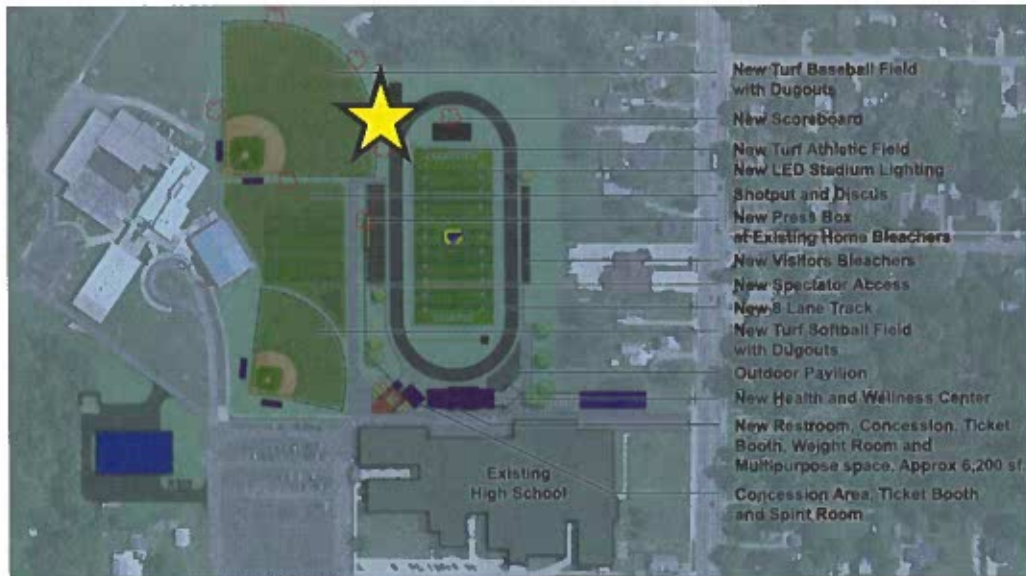 New Turf Baseball Field
with Dugouts
New Scoreboard
New Turf Athletic Field
New LED Stadium Lighting
Shotput and Discus
New Press Box
at Existing Home Bleachers
New Visitors Bleachers
New Spectator Access
New 8 Lane Track
New Turf Softball Field
with Dugouts
Outdoor Pavilion
New Health and Wellness Center
New Restroom, Concession, Ticket
Booth, Weight Room and
Multipurpose space, Approx 6,200 sf
Concession Area, Ticket Booth
and Spirit Room
Existing
High School